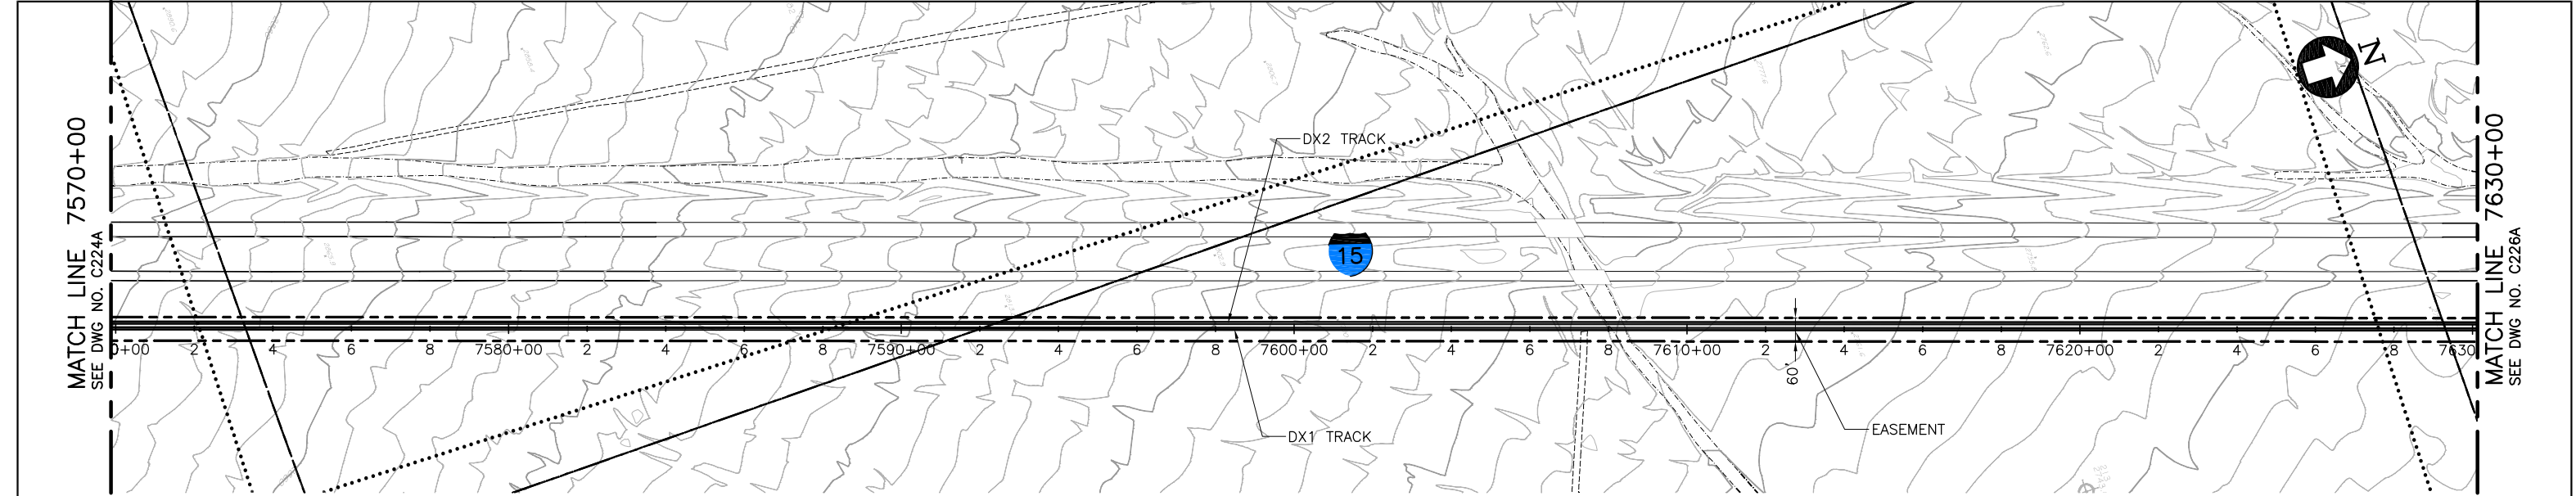 MATCH LINE 7570+00
SEE DWG NO. C224A
DX2 TRACK
15
N
0+00 2 4 6 8 7580+00 2 4 6 8 7590+00 2 4 6 8 7600+00 2 4 6 8 7610+00 2 4 6 8 7620+00 2 4 6 8 7630
60'
DX1 TRACK
EASEMENT
MATCH LINE 7630+00
SEE DWG NO. C226A